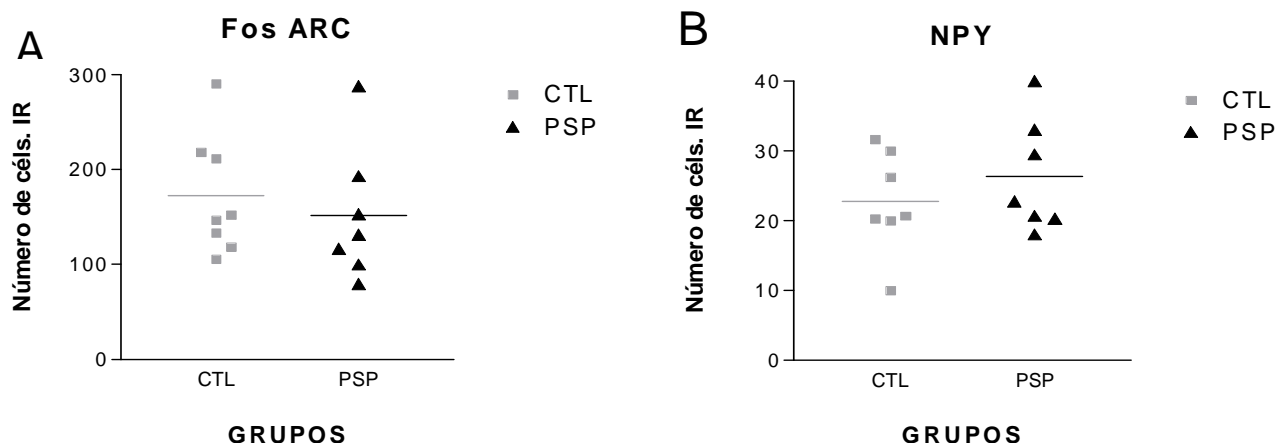 A
Fos ARC
Número de céls. IR
300
200
100
0
CTL
PSP
GRUPOS
CTL
PSP
B
NPY
Número de céls. IR
40
30
20
10
0
CTL
PSP
GRUPOS
CTL
PSP